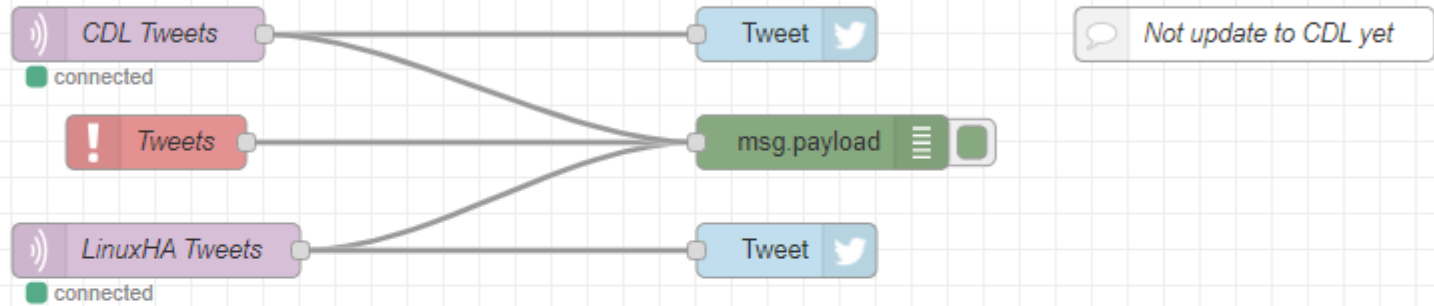 CDL Tweets
Tweet
Not update to CDL yet
connected
Tweets
msg.payload
LinuxHA Tweets
Tweet
connected